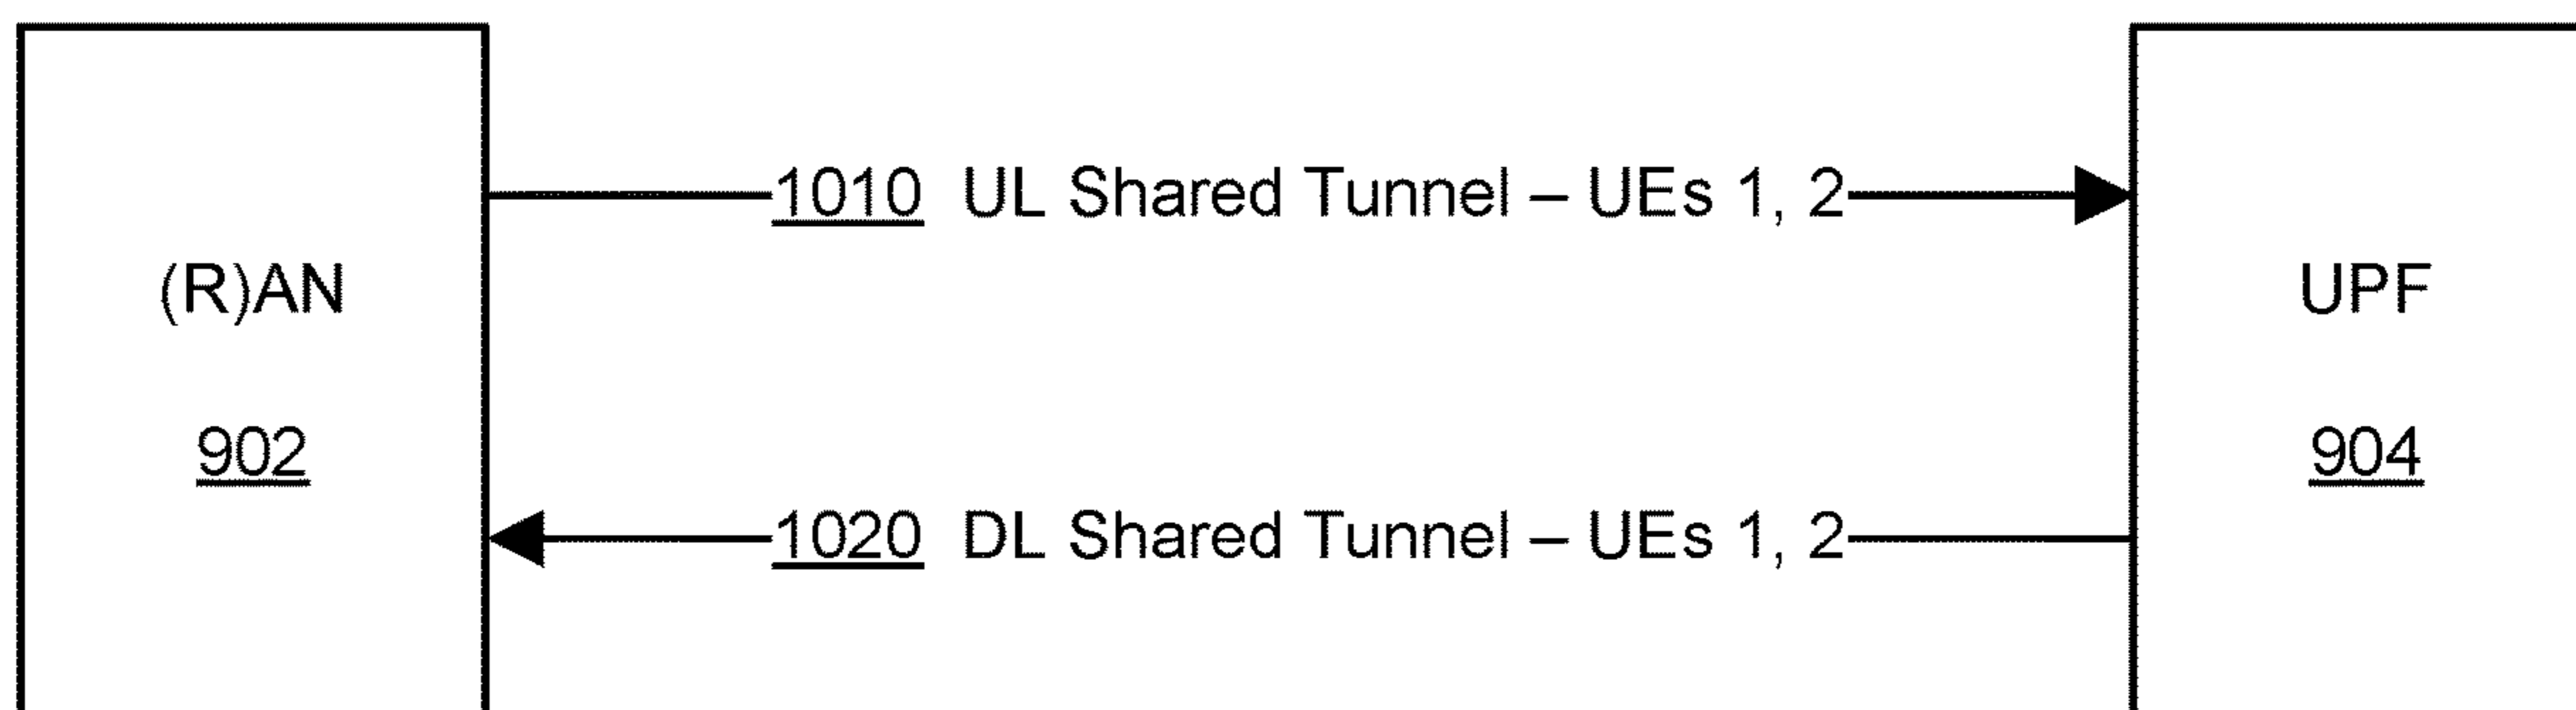 1010 UL Shared Tunnel – UEs 1, 2
(R)AN
UPF
902
904
1020 DL Shared Tunnel – UEs 1, 2